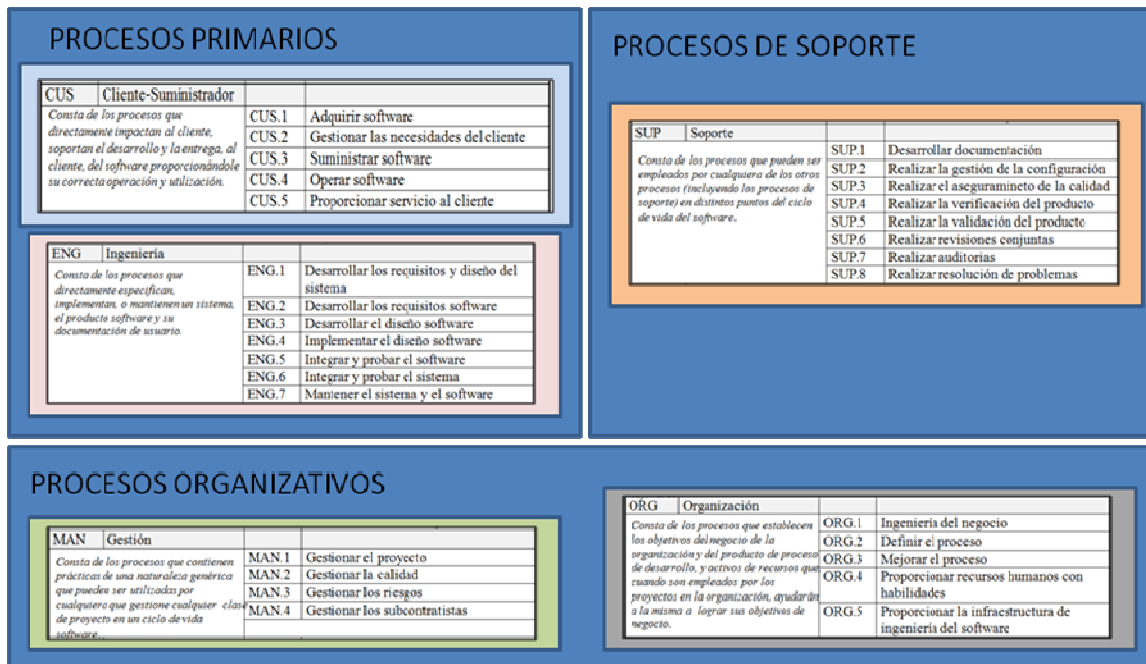 PROCESOS PRIMARIOS
CUS Cliente-Suministrador
Consta de los procesos que
directamente impactan al cliente,
soportan el desarrollo y la entrega, al
cliente, del software proporcionándole
su correcta operación y utilización.
CUS.1 Adquirir software
CUS.2 Gestionar las necesidades del cliente
CUS.3 Suministrar software
CUS.4 Operar software
CUS.5 Proporcionar servicio al cliente
ENG Ingeniería
Consta de los procesos que
directamente especifican,
implementan, o mantienen un sistema,
el producto software y su
documentación de usuario.
ENG.1 Desarrollar los requisitos y diseño del
sistema
ENG.2 Desarrollar los requisitos software
ENG.3 Desarrollar el diseño software
ENG.4 Implementar el diseño software
ENG.5 Integrar y probar el software
ENG.6 Integrar y probar el sistema
ENG.7 Mantener el sistema y el software
PROCESOS DE SOPORTE
SUP Soporte
Consta de los procesos que pueden ser
empleados por cualquiera de los otros
procesos (incluyendo los procesos de
soporte) en distintos puntos del ciclo
de vida del software.
SUP.1 Desarrollar documentación
SUP.2 Realizar la gestión de la configuración
SUP.3 Realizar el aseguramineto de la calidad
SUP.4 Realizar la verificación del producto
SUP.5 Realizar la validación del producto
SUP.6 Realizar revisiones conjuntas
SUP.7 Realizar auditorias
SUP.8 Realizar resolución de problemas
PROCESOS ORGANIZATIVOS
MAN Gestión
Consta de los procesos que contienen
prácticas de una naturaleza genérica
que pueden ser utilizadas por
cualquiera que gestione cualquier clase
de proyecto en un ciclo de vida
software.
MAN.1 Gestionar el proyecto
MAN.2 Gestionar la calidad
MAN.3 Gestionar los riesgos
MAN.4 Gestionar los subcontratistas
ORG Organización
Consta de los procesos que establecen
los objetivos del negocio de la
organización y del producto de proceso
de desarrollo, y activos de recursos que
cuando son empleados por los
proyectos en la organización, ayudarán
a la misma a lograr sus objetivos de
negocio.
ORG.1 Ingeniería del negocio
ORG.2 Definir el proceso
ORG.3 Mejorar el proceso
ORG.4 Proporcionar recursos humanos con
habilidades
ORG.5 Proporcionar la infraestructura de
ingeniería del software